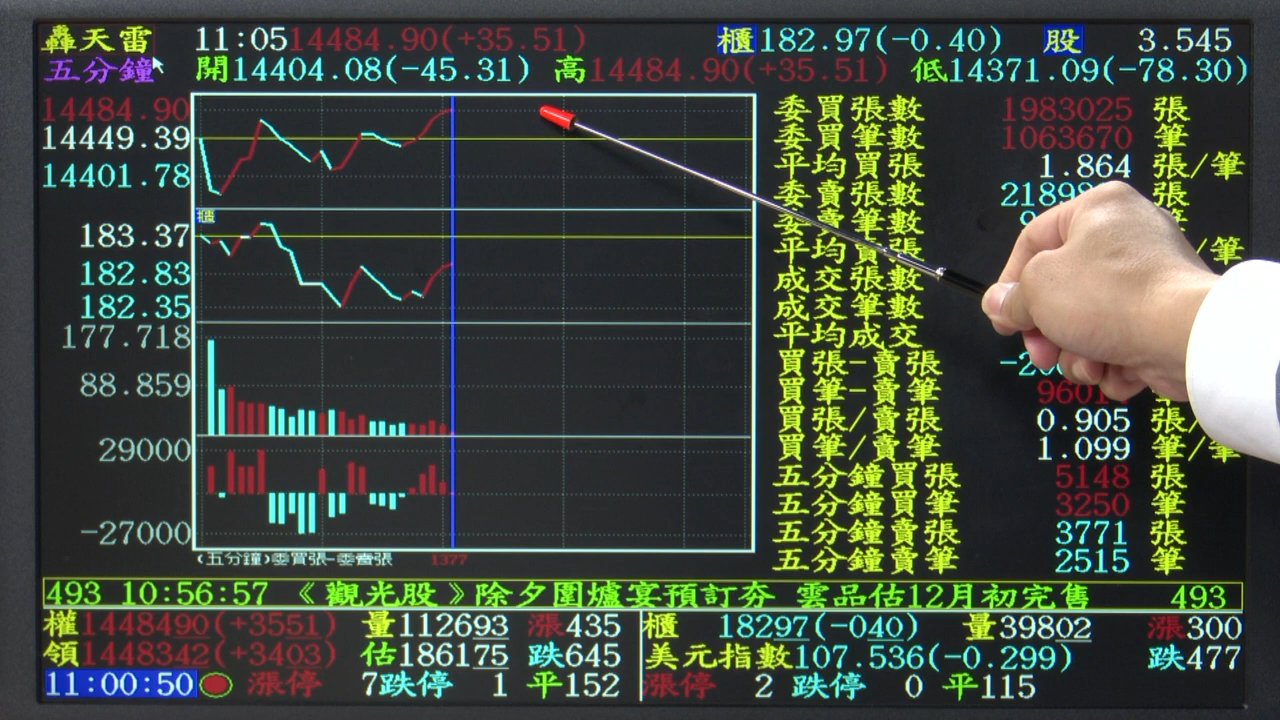 轟天雷 11:05 14484.90(+35.51) 櫃 182.97(-0.40) 股 3.545
五分鐘 開14404.08(-45.31) 高14484.90(+35.51) 低14371.09(-78.30)
14484.90
14449.39
14401.78
櫃
183.37
182.83
182.35
177.718
88.859
29000
-27000
(五分鐘)委買張-委賣張 1377
委買張數 1983025 張
委買筆數 1063670 筆
平均買張 1.864 張/筆
委賣張數 張
委賣筆數 筆
平均賣張 筆
成交張數
成交筆數
平均成交
買張-賣張
買筆-賣筆
買張/賣張 0.905 張/
買筆/賣筆 1.099 筆/筆
五分鐘買張 5148 張
五分鐘買筆 3250 筆
五分鐘賣張 3771 張
五分鐘賣筆 2515 筆
493 10:56:57 《觀光股》除夕圍爐宴預訂夯 雲品估12月初完售 493
權1448490(+3551) 量11269​3 漲435 櫃 18297(-040) 量39802 漲300
領1448342(+3403) 估186175 跌645 美元指數107.536(-0.299) 跌477
11:00:50 漲停 7跌停 1 平152 漲停 2 跌停 0 平115